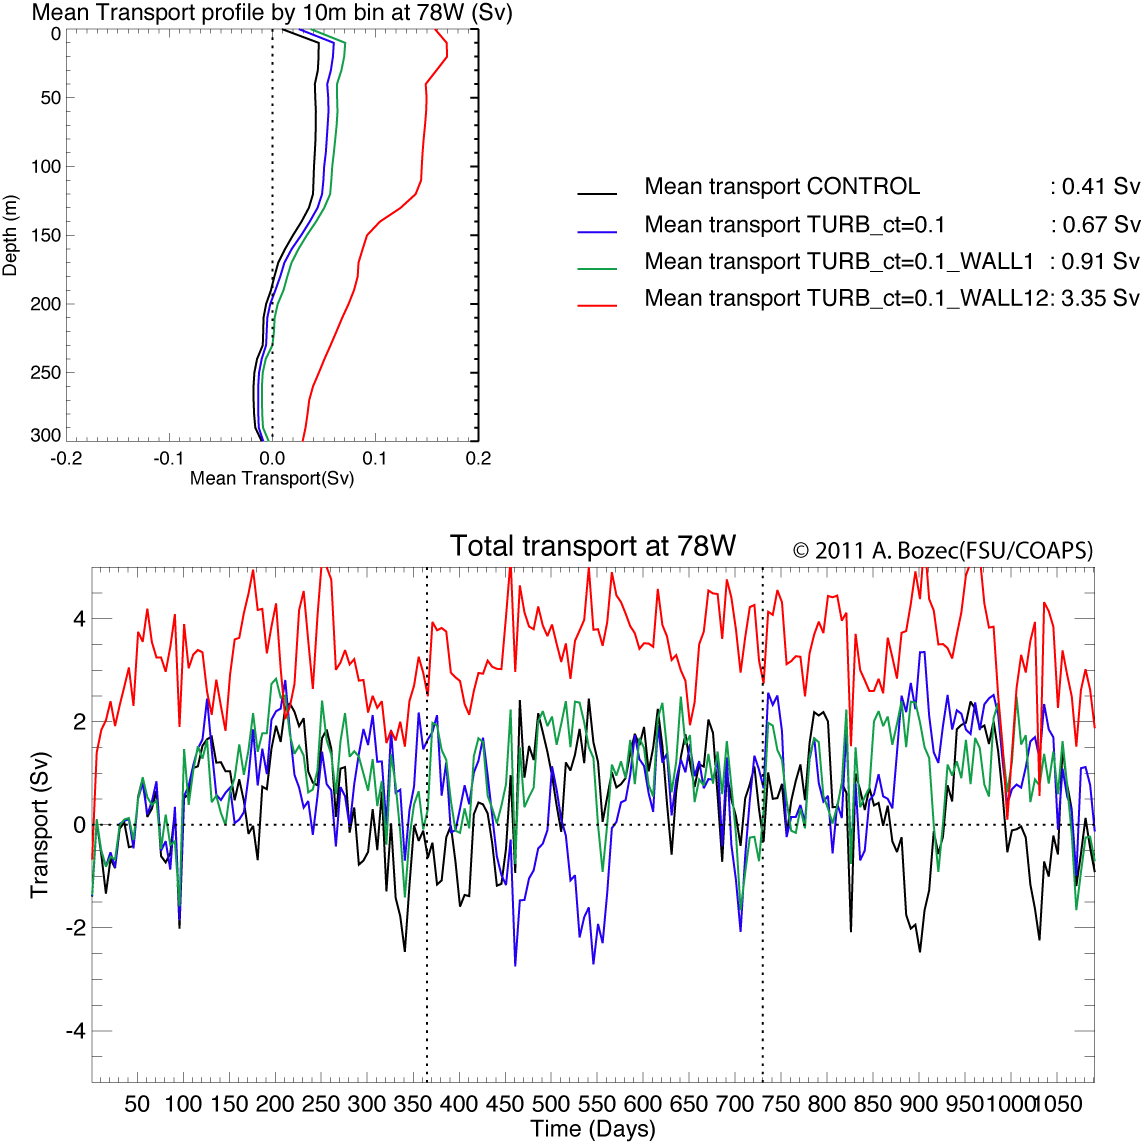 Mean Transport profile by 10m bin at 78W (Sv)
0
50
100
150
200
250
300
Depth (m)
-0.2 -0.1 0.0 0.1 0.2
Mean Transport(Sv)
Mean transport CONTROL : 0.41 Sv
Mean transport TURB_ct=0.1 : 0.67 Sv
Mean transport TURB_ct=0.1_WALL1 : 0.91 Sv
Mean transport TURB_ct=0.1_WALL12: 3.35 Sv
Total transport at 78W
© 2011 A. Bozec(FSU/COAPS)
4
2
0
-2
-4
Transport (Sv)
50 100 150 200 250 300 350 400 450 500 550 600 650 700 750 800 850 900 950 1000 1050
Time (Days)